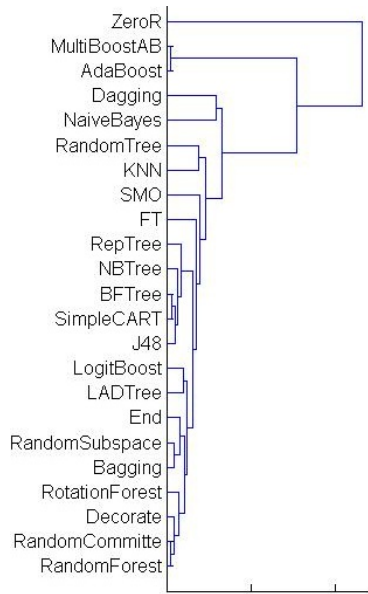 ZeroR
MultiBoostAB
AdaBoost
Dagging
NaiveBayes
RandomTree
KNN
SMO
FT
RepTree
NBTree
BFTree
SimpleCART
J48
LogitBoost
LADTree
End
RandomSubspace
Bagging
RotationForest
Decorate
RandomCommitte
RandomForest